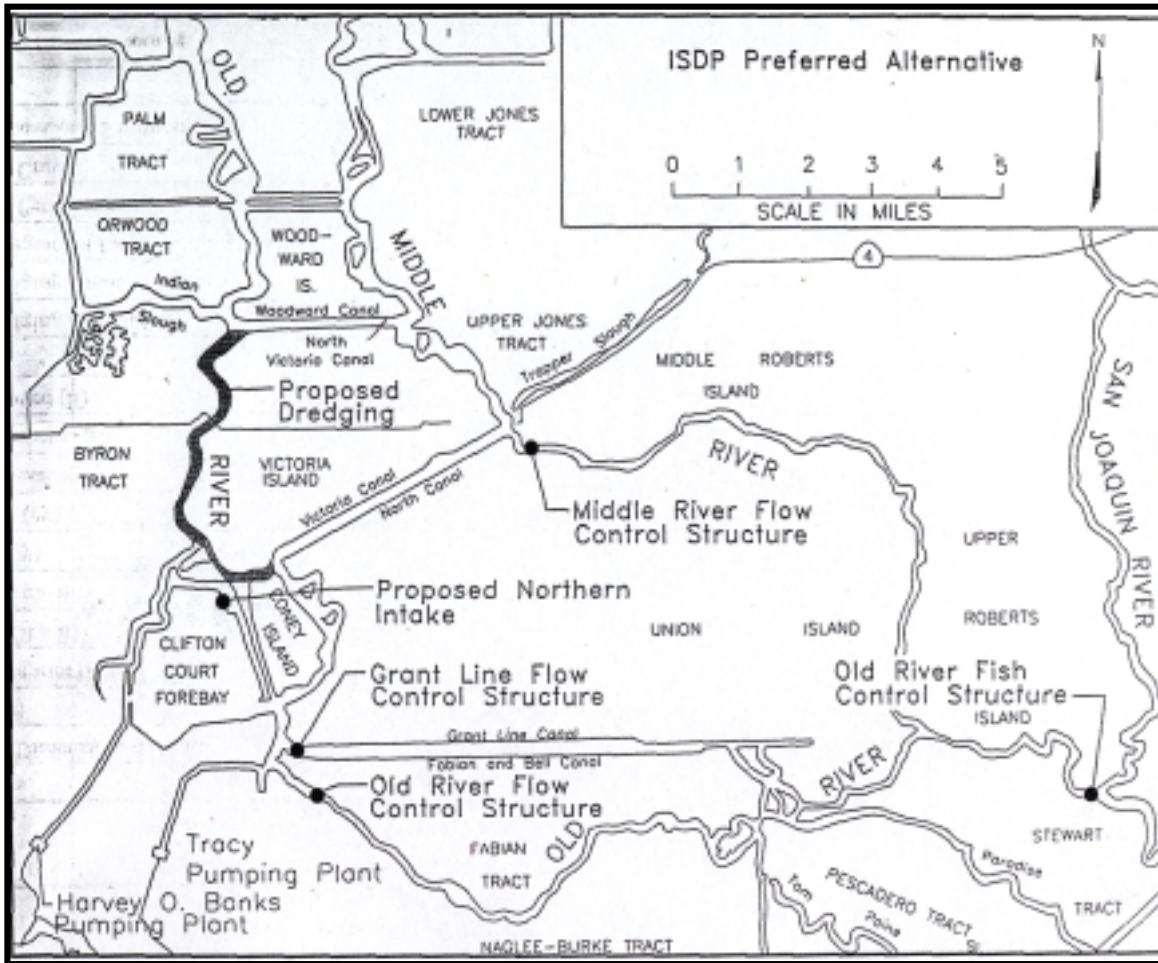 ISDP Preferred Alternative
N
0 1 2 3 4 5
SCALE IN MILES
OLD
PALM
TRACT
LOWER JONES
TRACT
ORWOOD
TRACT
WOOD-
WARD
IS.
MIDDLE
4
Indian
Slough
Woodward Canal
North
Victoria Canal
UPPER JONES
TRACT
Trapper Slough
MIDDLE ROBERTS
ISLAND
SAN JOAQUIN RIVER
Proposed
Dredging
BYRON
TRACT
RIVER
VICTORIA
ISLAND
Victoria Canal
North Canal
RIVER
Middle River Flow
Control Structure
UPPER
ROBERTS
ISLAND
Proposed Northern
Intake
CONEY
ISLAND
UNION ISLAND
CLIFTON
COURT
FOREBAY
Grant Line Flow
Control Structure
Old River Fish
Control Structure
Grant Line Canal
Fabian and Bell Canal
RIVER
Old River Flow
Control Structure
OLD
FABIAN
TRACT
STEWART
TRACT
Paradise
Tracy
Pumping Plant
PESCADERO TRACT
Tom
Paine
Sl
Harvey O. Banks
Pumping Plant
NAGLEE-BURKE TRACT